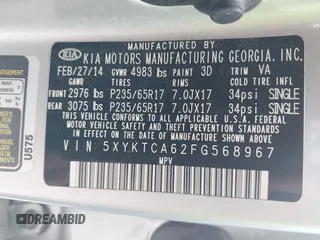 MANUFACTURED BY
KIA KIA MOTORS MANUFACTURING GEORGIA, INC.
FEB/27/14 GVWR 4983 lbs PAINT 3D TRIM VA
GAWR TIRE RIMS COLD TIRE INFL
FRONT 2976 lbs P235/65R17 7.0JX17 34psi SINGLE
REAR 3075 lbs P235/65R17 7.0JX17 34psi SINGLE
THIS VEHICLE CONFORMS TO ALL APPLICABLE FEDERAL
MOTOR VEHICLE SAFETY AND THEFT PREVENTION
STANDARDS IN EFFECT ON THE DATE OF
MANUFACTURE SHOWN ABOVE.
VIN 5XYKTCA62FG568967
MPV
U575
DREAMBID